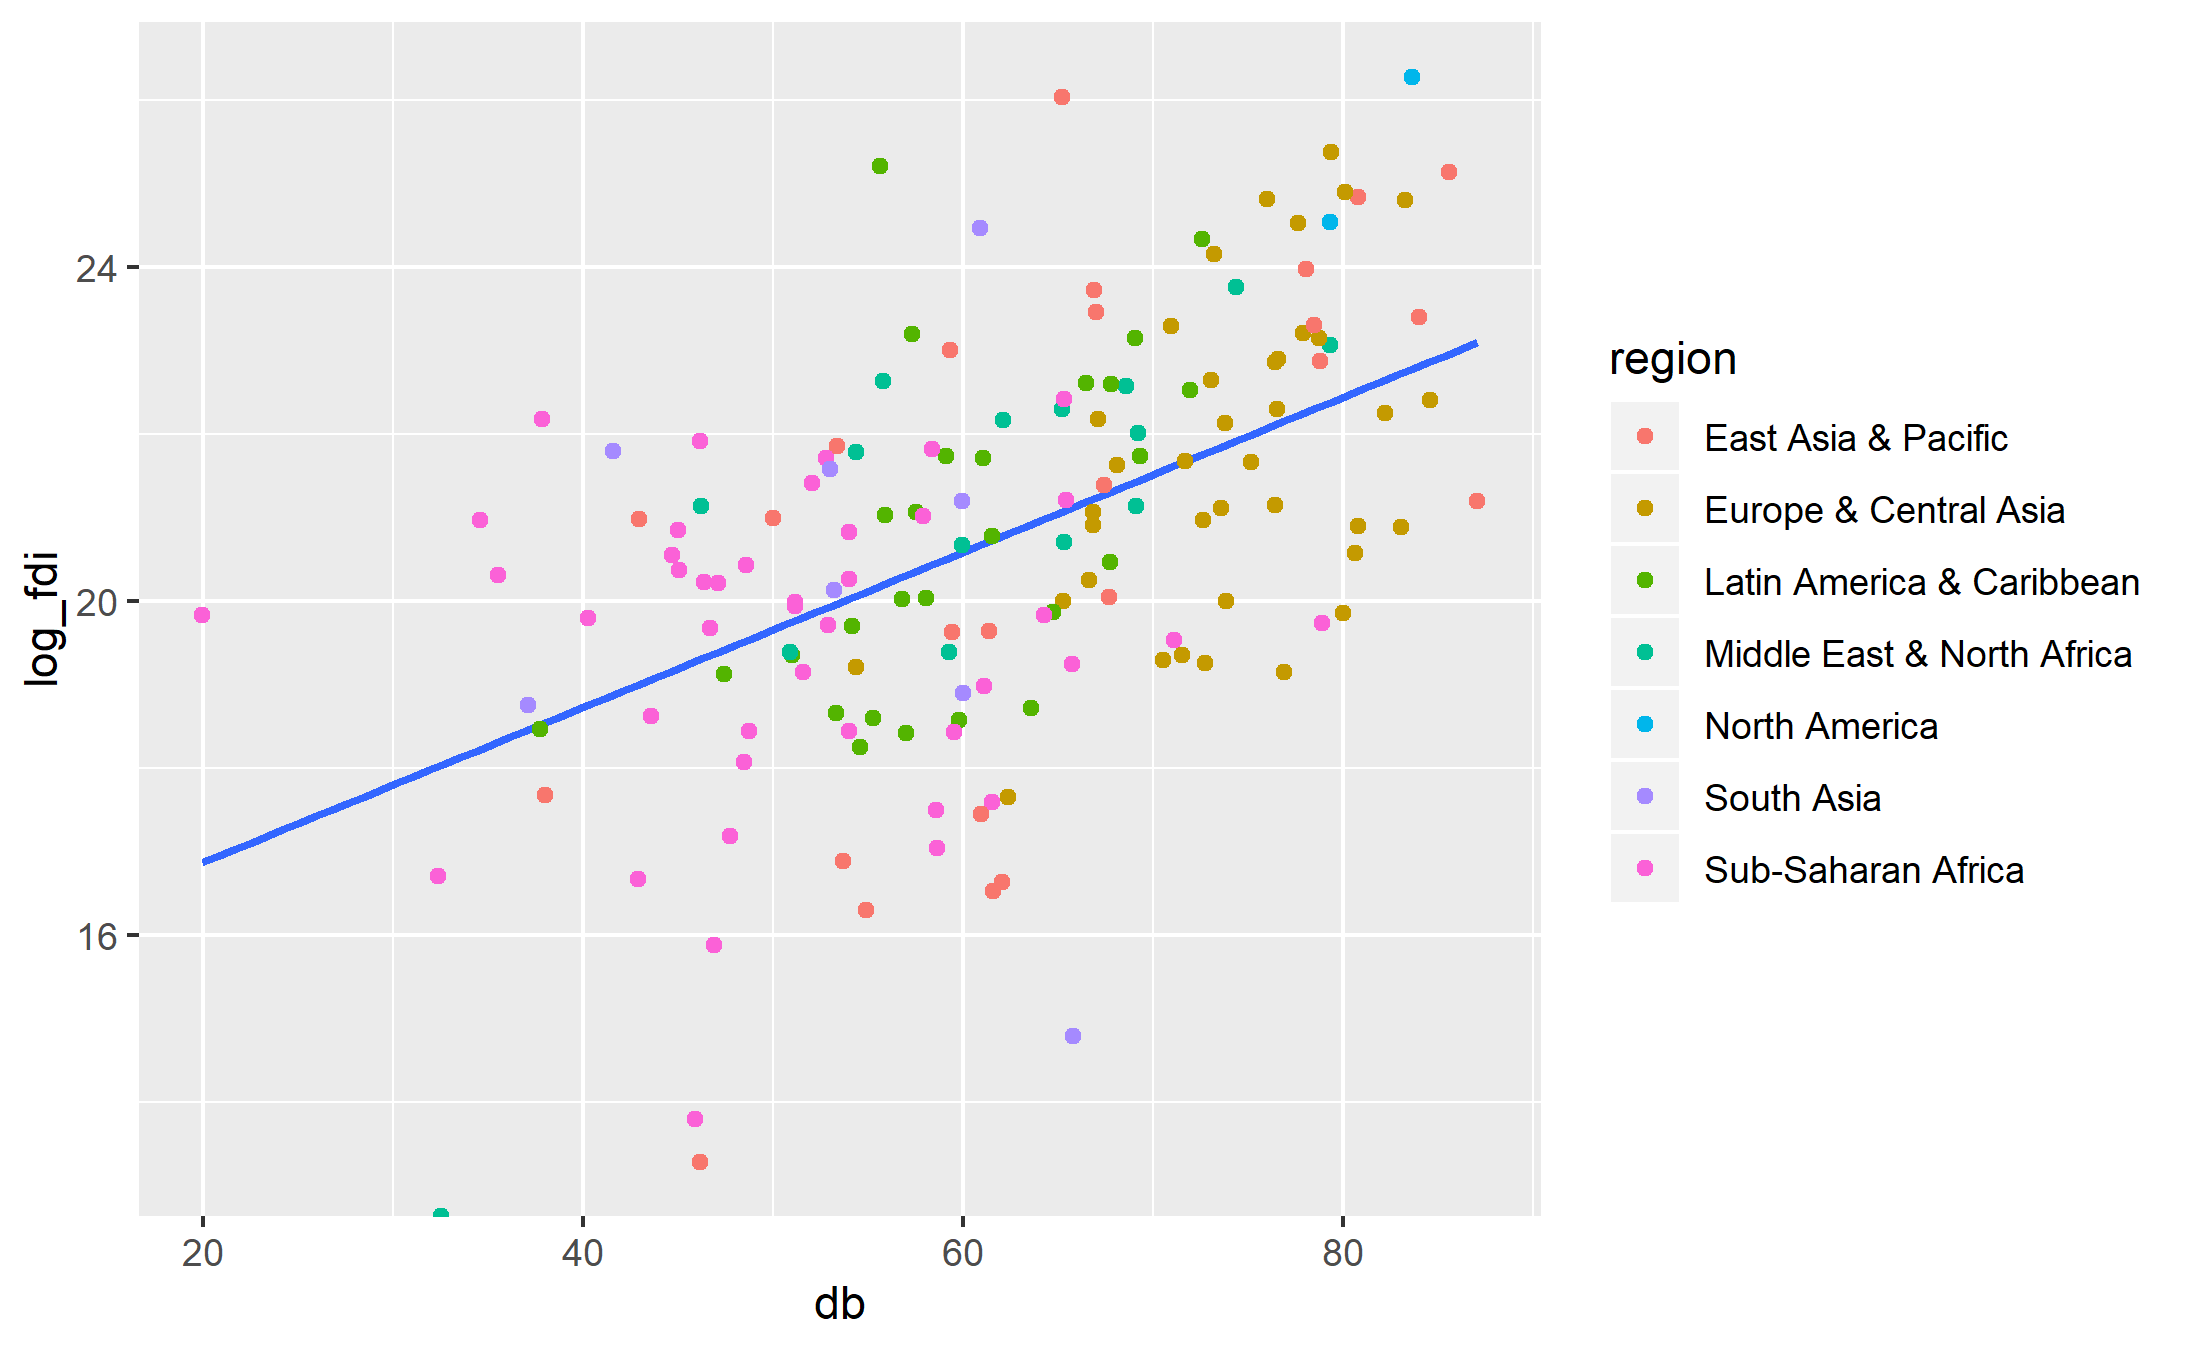 log_fdi
24
20
16
20
40
60
80
db
region
East Asia & Pacific
Europe & Central Asia
Latin America & Caribbean
Middle East & North Africa
North America
South Asia
Sub-Saharan Africa